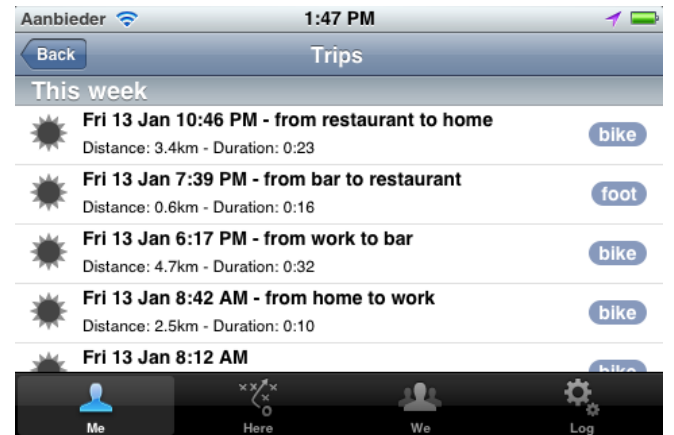 Aanbieder 1:47 PM
Back Trips
This week
Fri 13 Jan 10:46 PM - from restaurant to home
Distance: 3.4km - Duration: 0:23
bike
Fri 13 Jan 7:39 PM - from bar to restaurant
Distance: 0.6km - Duration: 0:16
foot
Fri 13 Jan 6:17 PM - from work to bar
Distance: 4.7km - Duration: 0:32
bike
Fri 13 Jan 8:42 AM - from home to work
Distance: 2.5km - Duration: 0:10
bike
Fri 13 Jan 8:12 AM
bike
Me Here We Log